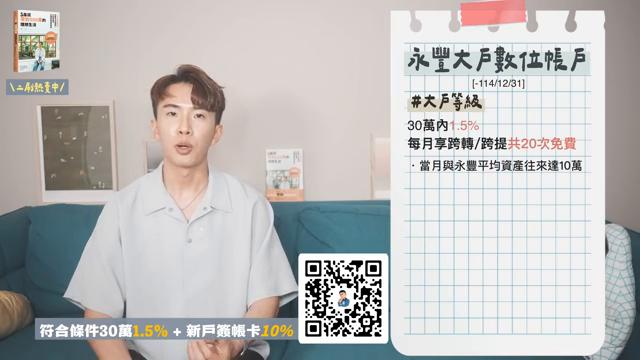 \二刷熱賣中/
永豐大戶數位帳戶
[-114/12/31]
#大戶等級
30萬內1.5%
每月享跨轉/跨提共20次免費
・當月與永豐平均資產往來達10萬
符合條件30萬1.5% + 新戶簽帳卡10%